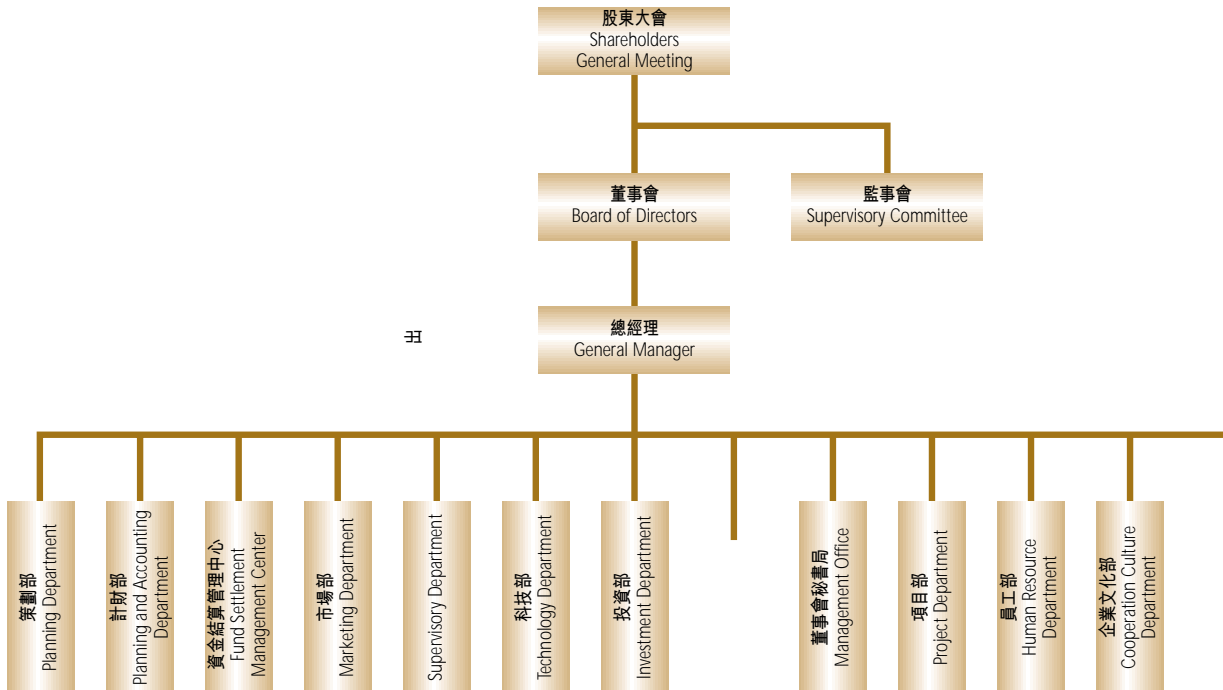 股東大會
Shareholders
General Meeting
董事會
Board of Directors
監事會
Supervisory Committee
總經理
General Manager
策劃部
Planning Department
計財部
Planning and Accounting
Department
資金結算管理中心
Fund Settlement
Management Center
市場部
Marketing Department
Supervisory Department
科技部
Technology Department
投資部
Investment Department
董事會秘書局
Management Office
項目部
Project Department
員工部
Human Resource
Department
企業文化部
Cooperation Culture
Department